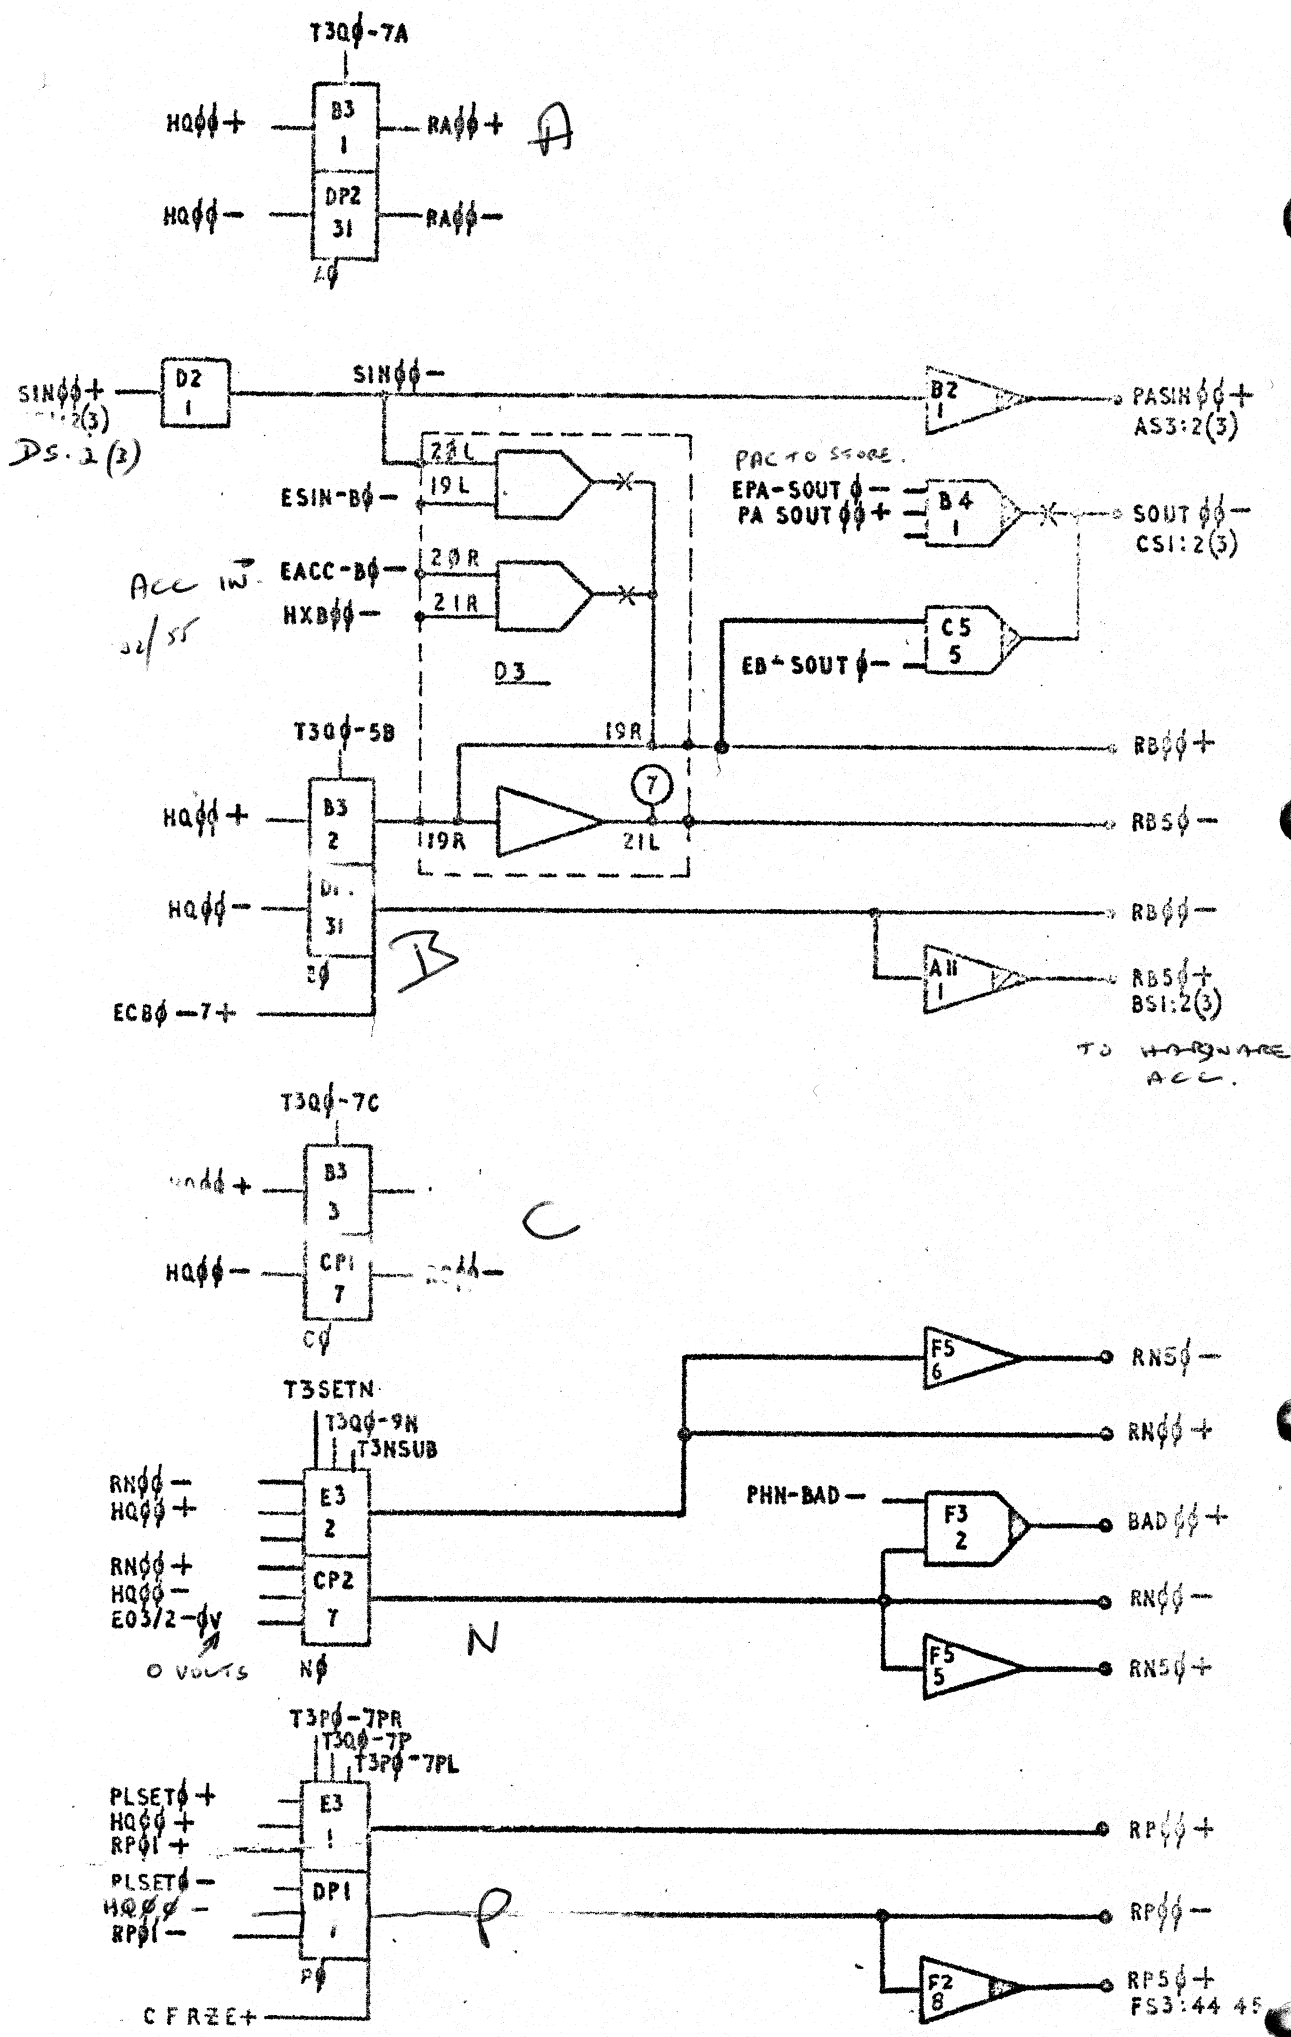 T3Qϕ-7A
HQϕϕ+
B3
1
RAϕϕ+
A
HQϕϕ-
DP2
31
RAϕϕ-
SINϕϕ+
D2
1
SINϕϕ-
B2
1
PASINϕϕ+
AS3:2(3)
DS.2(3)
2ϕL
19L
ESIN-Bϕ-
PAC TO STORE.
EPA-SOUTϕ-
PA SOUTϕϕ+
B4
1
SOUTϕϕ-
CS1:2(3)
ACC IN
EACC-Bϕ-
2ϕR
HXBϕϕ-
21R
D3
C5
5
EB-SOUTϕ-
T3Qϕ-5B
19R
RBϕϕ+
7
HQϕϕ+
B3
2
19R
21L
RB5ϕ-
HQϕϕ-
31
RBϕϕ-
B
A11
1
RB5ϕ+
BS1:2(3)
ECBϕ-7+
TO HARDWARE
ACC.
T3Qϕ-7C
B3
3
C
HQϕϕ-
CP1
7
Cϕ
T3SETN
T3Qϕ-9N
T3NSUB
F5
6
RN5ϕ-
RNϕϕ+
RNϕϕ-
HQϕϕ+
E3
2
PHN-BAD-
F3
2
BADϕϕ+
RNϕϕ+
HQϕϕ-
EO3/2-ϕV
CP2
7
RNϕϕ-
N
O VOLTS
Nϕ
F5
5
RN5ϕ+
T3Pϕ-7PR
T3Qϕ-7P
T3Pϕ-7PL
PLSETϕ+
HQϕϕ+
RPϕ1+
E3
1
RPϕϕ+
PLSETϕ-
HQϕϕ-
RPϕ1-
DP1
P
RPϕϕ-
Pϕ
F2
8
RP5ϕ+
FS3:44 45
CFRZE+